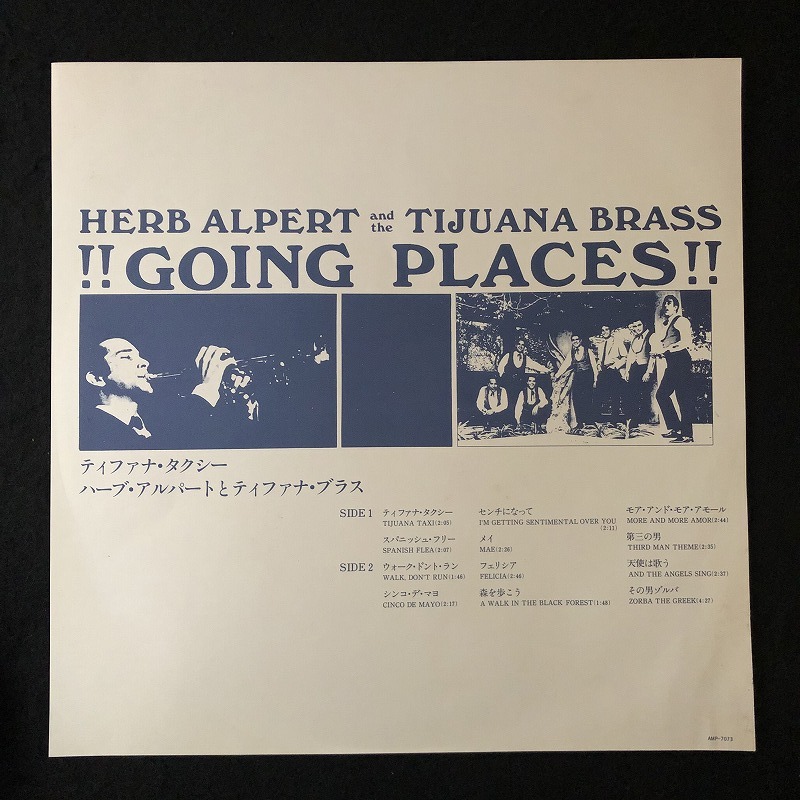 HERB ALPERT and the TIJUANA BRASS
!!GOING PLACES!!
ティファナ・タクシー
ハーブ・アルパートとティファナ・ブラス
SIDE 1 ティファナ・タクシー センチになって モア・アンド・モア・アモール
TIJUANA TAXI(2:05) I'M GETTING SENTIMENTAL OVER YOU (2:11) MORE AND MORE AMOR(2:44)
スパニッシュ・フリー メイ 第三の男
SPANISH FLEA(2:07) MAE(2:26) THIRD MAN THEME(2:35)
SIDE 2 ウォーク・ドント・ラン フェリシア 天使は歌う
WALK, DON'T RUN(1:46) FELICIA(2:46) AND THE ANGELS SING(2:37)
シンコ・デ・マヨ 森を歩こう その男ゾルバ
CINCO DE MAYO(2:17) A WALK IN THE BLACK FOREST(1:48) ZORBA THE GREEK(4:27)
AMP-7073